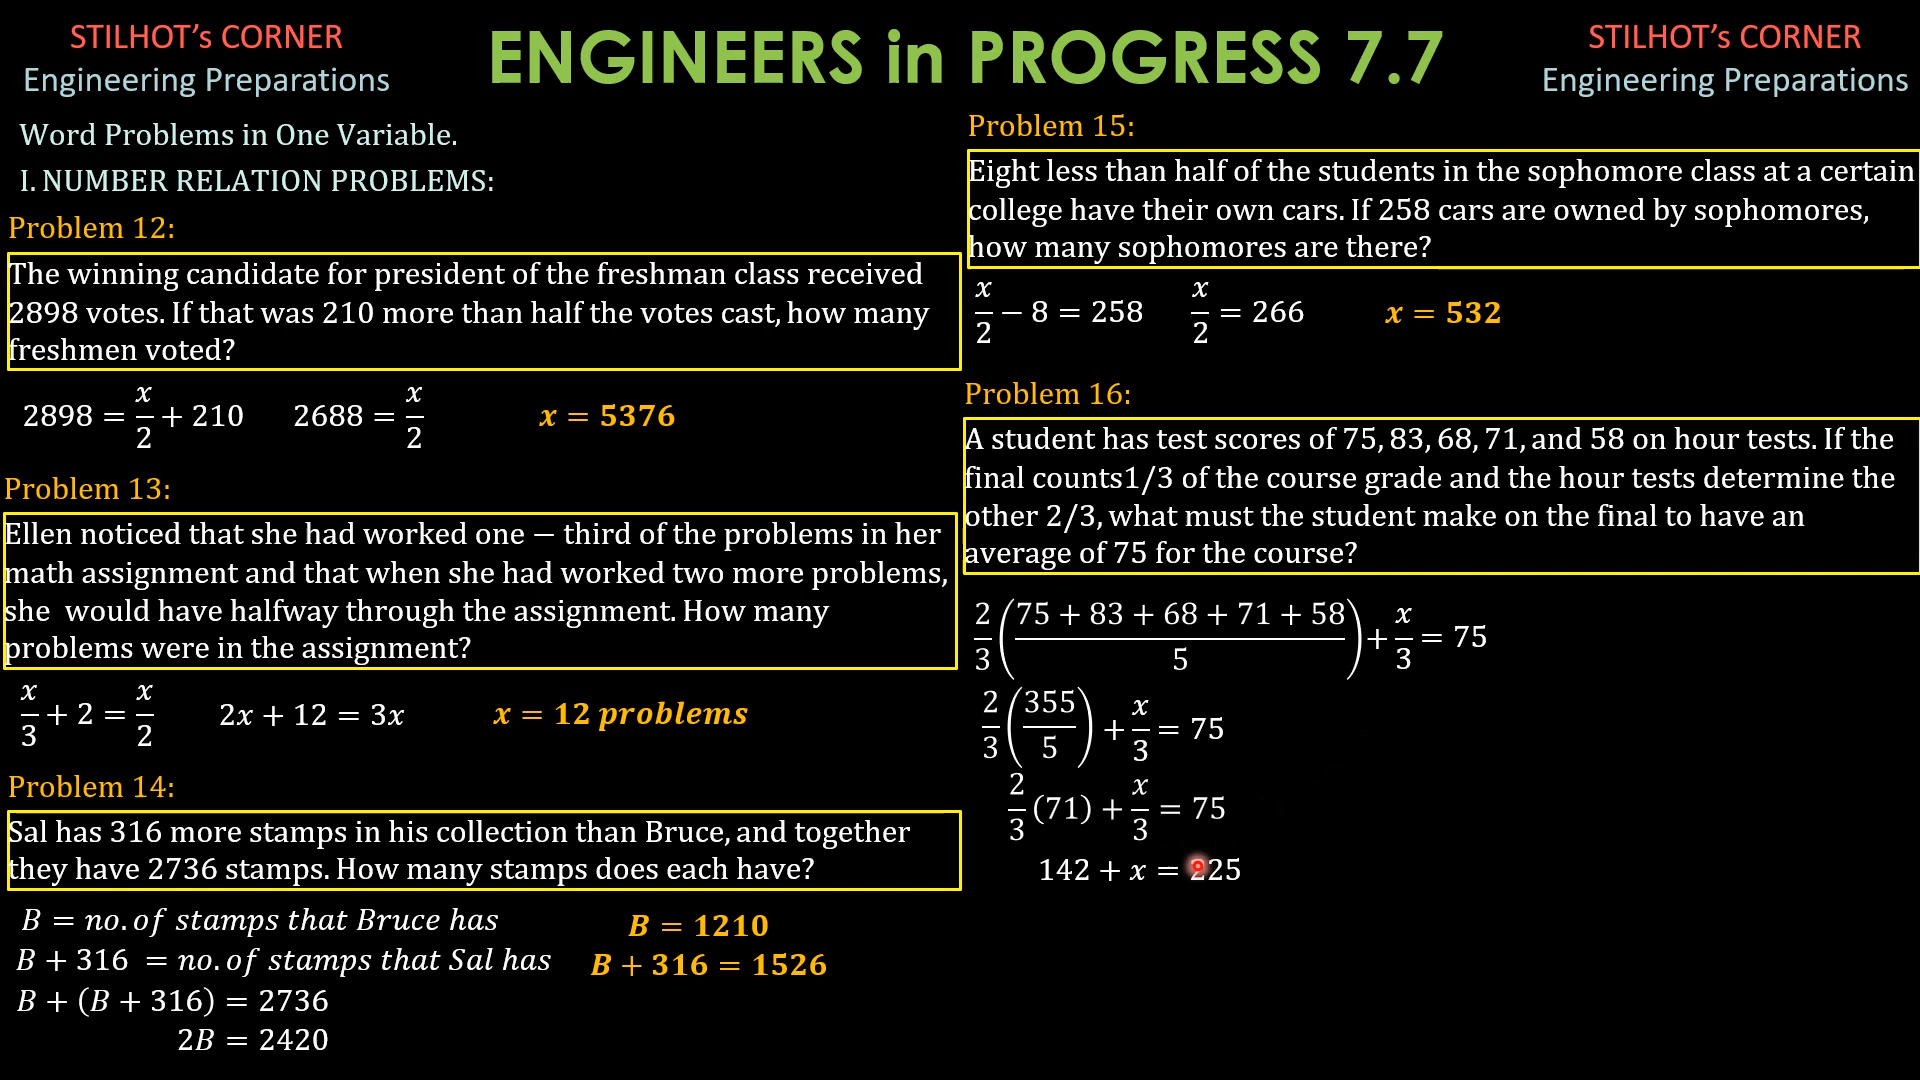 STILHOT’s CORNER
Engineering Preparations
ENGINEERS in PROGRESS 7.7
STILHOT’s CORNER
Engineering Preparations
Word Problems in One Variable.
I. NUMBER RELATION PROBLEMS:
Problem 12:
The winning candidate for president of the freshman class received
2898 votes. If that was 210 more than half the votes cast, how many
freshmen voted?
2898 = x/2 + 210 2688 = x/2 x = 5376
Problem 13:
Ellen noticed that she had worked one − third of the problems in her
math assignment and that when she had worked two more problems,
she would have halfway through the assignment. How many
problems were in the assignment?
x/3 + 2 = x/2 2x + 12 = 3x x = 12 problems
Problem 14:
Sal has 316 more stamps in his collection than Bruce, and together
they have 2736 stamps. How many stamps does each have?
B = no. of stamps that Bruce has B = 1210
B + 316 = no. of stamps that Sal has B + 316 = 1526
B + (B + 316) = 2736
2B = 2420
Problem 15:
Eight less than half of the students in the sophomore class at a certain
college have their own cars. If 258 cars are owned by sophomores,
how many sophomores are there?
x/2 − 8 = 258 x/2 = 266 x = 532
Problem 16:
A student has test scores of 75, 83, 68, 71, and 58 on hour tests. If the
final counts1/3 of the course grade and the hour tests determine the
other 2/3, what must the student make on the final to have an
average of 75 for the course?
2/3 (75 + 83 + 68 + 71 + 58 / 5) + x/3 = 75
2/3 (355/5) + x/3 = 75
2/3 (71) + x/3 = 75
142 + x = 225